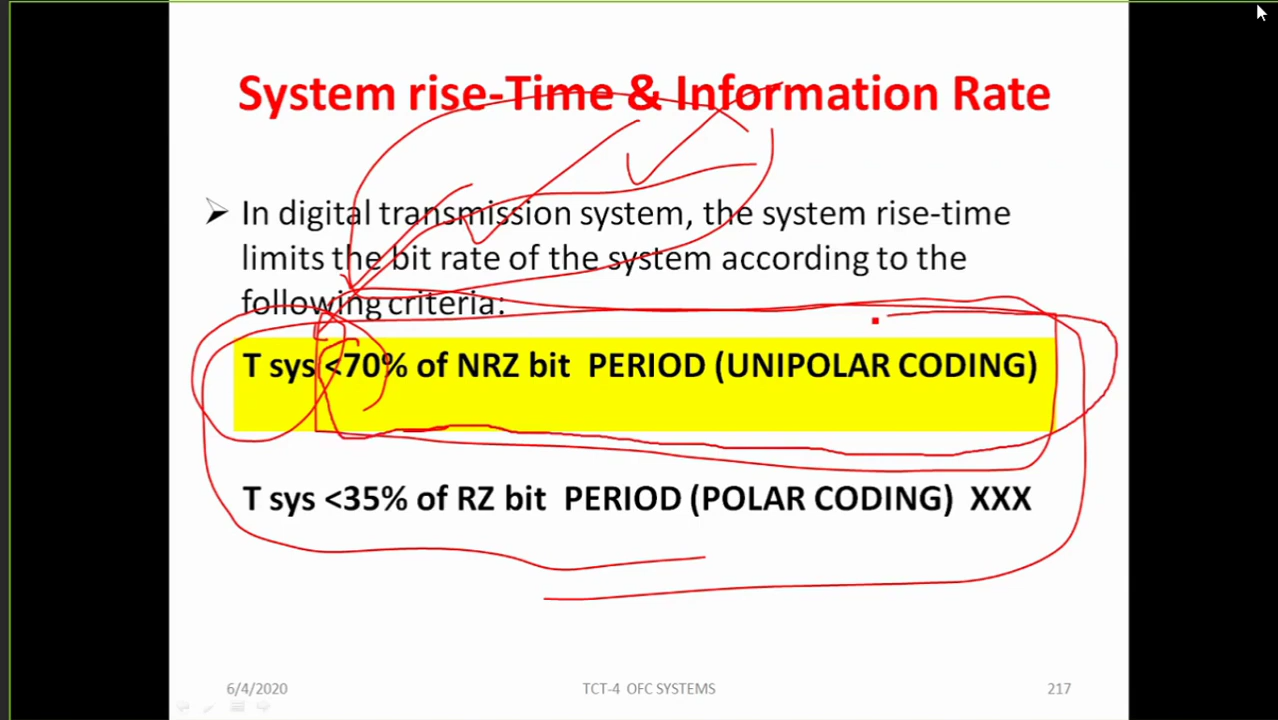 System rise-Time & Information Rate
In digital transmission system, the system rise-time
limits the bit rate of the system according to the
following criteria:
T sys <70% of NRZ bit PERIOD (UNIPOLAR CODING)
T sys <35% of RZ bit PERIOD (POLAR CODING) XXX
6/4/2020 TCT-4 OFC SYSTEMS 217